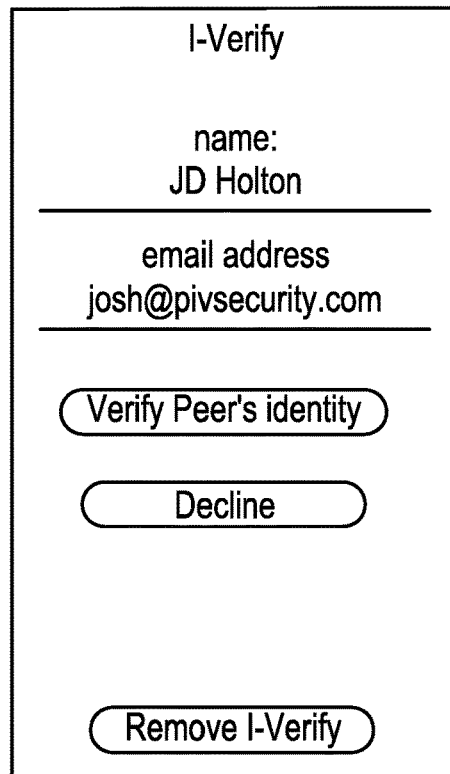 I-Verify
name:
JD Holton
email address
josh@pivsecurity.com
Verify Peer's identity
Decline
Remove I-Verify